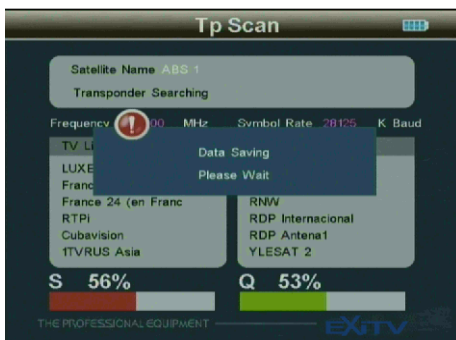 Tp Scan
Satellite Name ABS 1
Transponder Searching
Frequency 00 MHz Symbol Rate 28125 K Baud
TV Li
Data Saving
Please Wait
LUXE
Franc
France 24 (en Franc
RTPi
Cubavision
1TVRUS Asia
RNW
RDP Internacional
RDP Antena1
YLESAT 2
S 56%
Q 53%
THE PROFESSIONAL EQUIPMENT
EXiTV